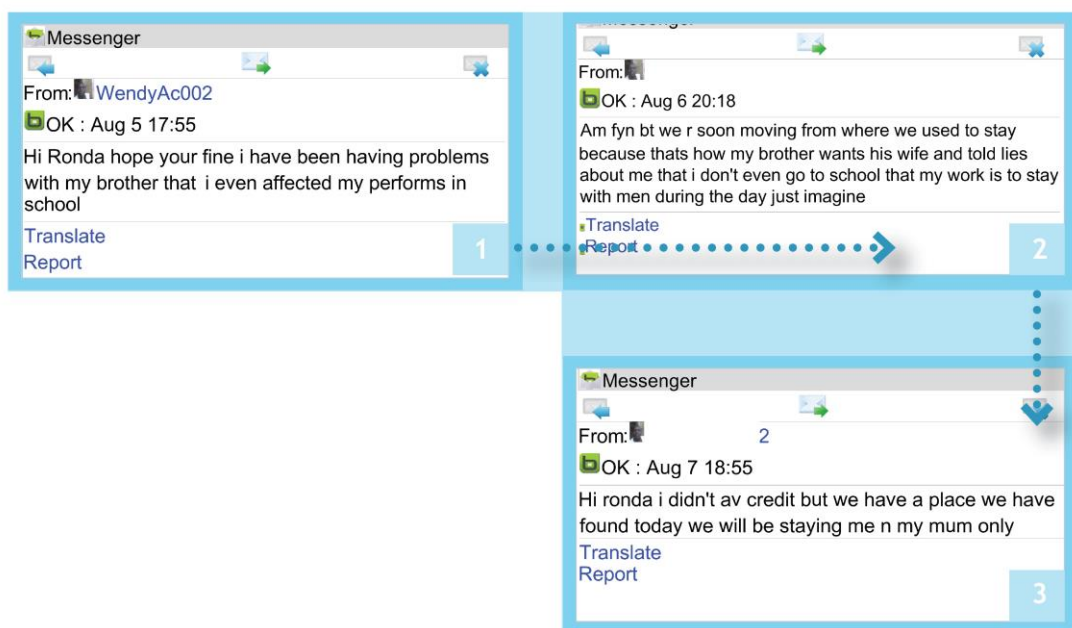 Messenger
From: WendyAc002
OK : Aug 5 17:55
Hi Ronda hope your fine i have been having problems
with my brother that i even affected my performs in
school
Translate
Report
1
Messenger
From:
OK : Aug 6 20:18
Am fyn bt we r soon moving from where we used to stay
because thats how my brother wants his wife and told lies
about me that i don't even go to school that my work is to stay
with men during the day just imagine
Translate
Report
2
Messenger
From: 2
OK : Aug 7 18:55
Hi ronda i didn't av credit but we have a place we have
found today we will be staying me n my mum only
Translate
Report
3